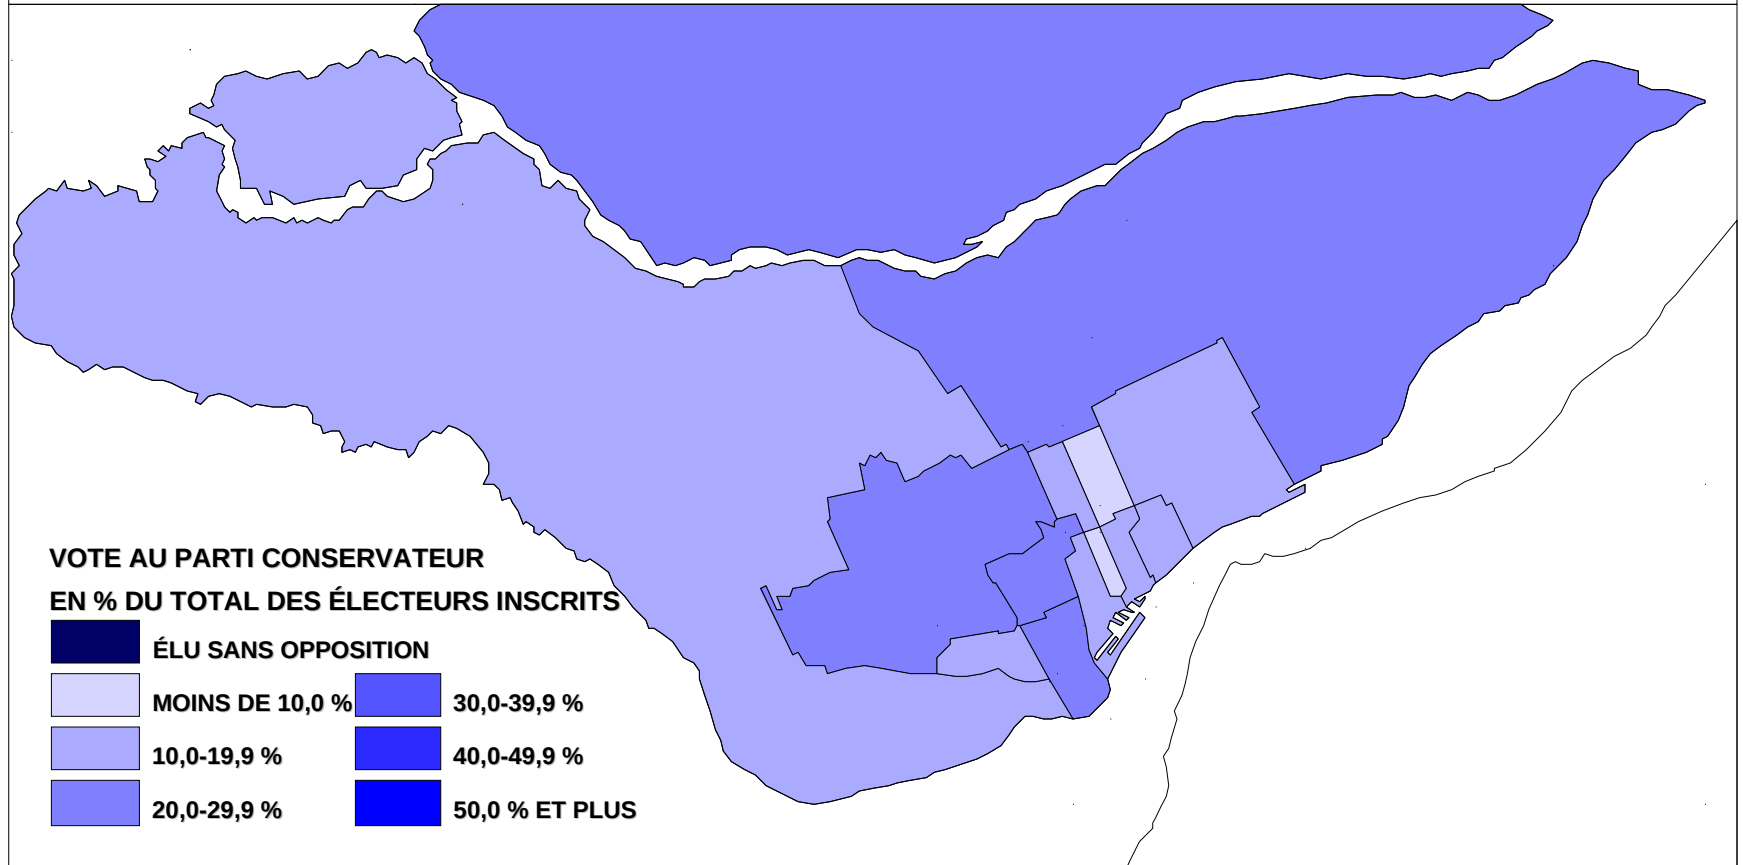 VOTE AU PARTI CONSERVATEUR
EN % DU TOTAL DES ÉLECTEURS INSCRITS
ÉLU SANS OPPOSITION
MOINS DE 10,0 %
10,0-19,9 %
20,0-29,9 %
30,0-39,9 %
40,0-49,9 %
50,0 % ET PLUS